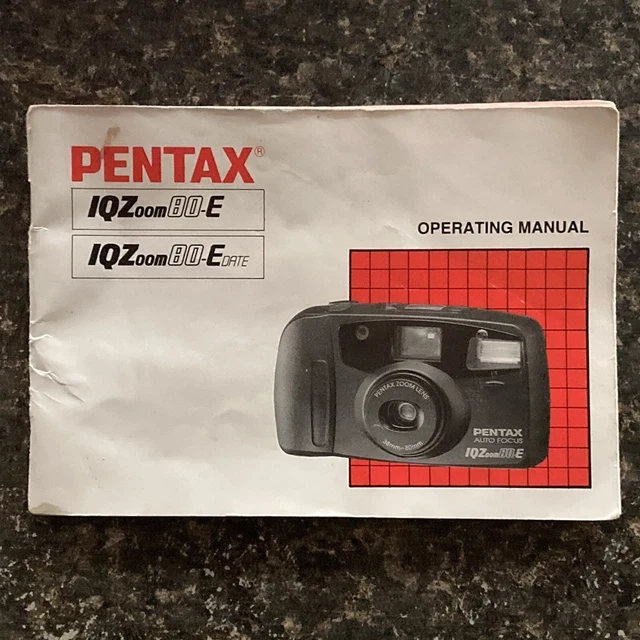 PENTAX®
IQZoom80-E
IQZoom80-EDATE
OPERATING MANUAL
PENTAX ZOOM LENS
38mm-80mm
PENTAX
AUTO FOCUS
IQZoom80-E